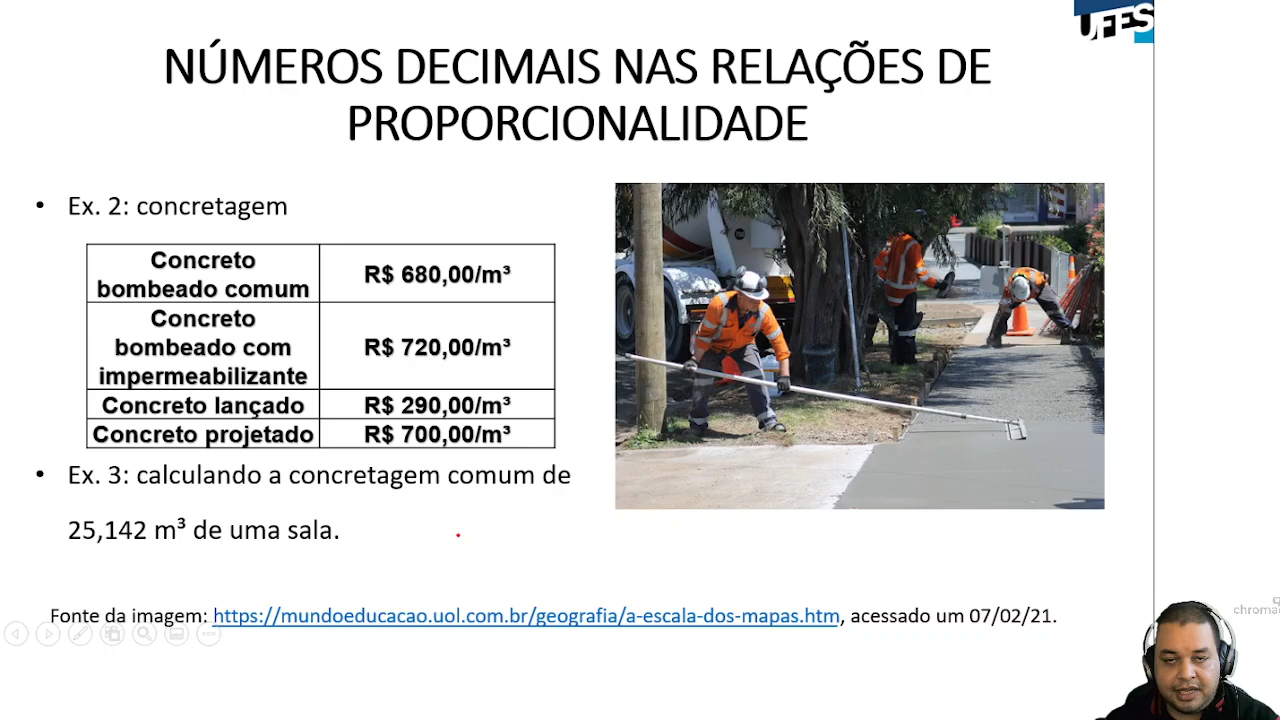 UFES
NÚMEROS DECIMAIS NAS RELAÇÕES DE
PROPORCIONALIDADE
• Ex. 2: concretagem
Concreto
bombeado comum
R$ 680,00/m³
Concreto
bombeado com
impermeabilizante
R$ 720,00/m³
Concreto lançado R$ 290,00/m³
Concreto projetado R$ 700,00/m³
• Ex. 3: calculando a concretagem comum de
25,142 m³ de uma sala.
Fonte da imagem: https://mundoeducacao.uol.com.br/geografia/a-escala-dos-mapas.htm, acessado um 07/02/21.